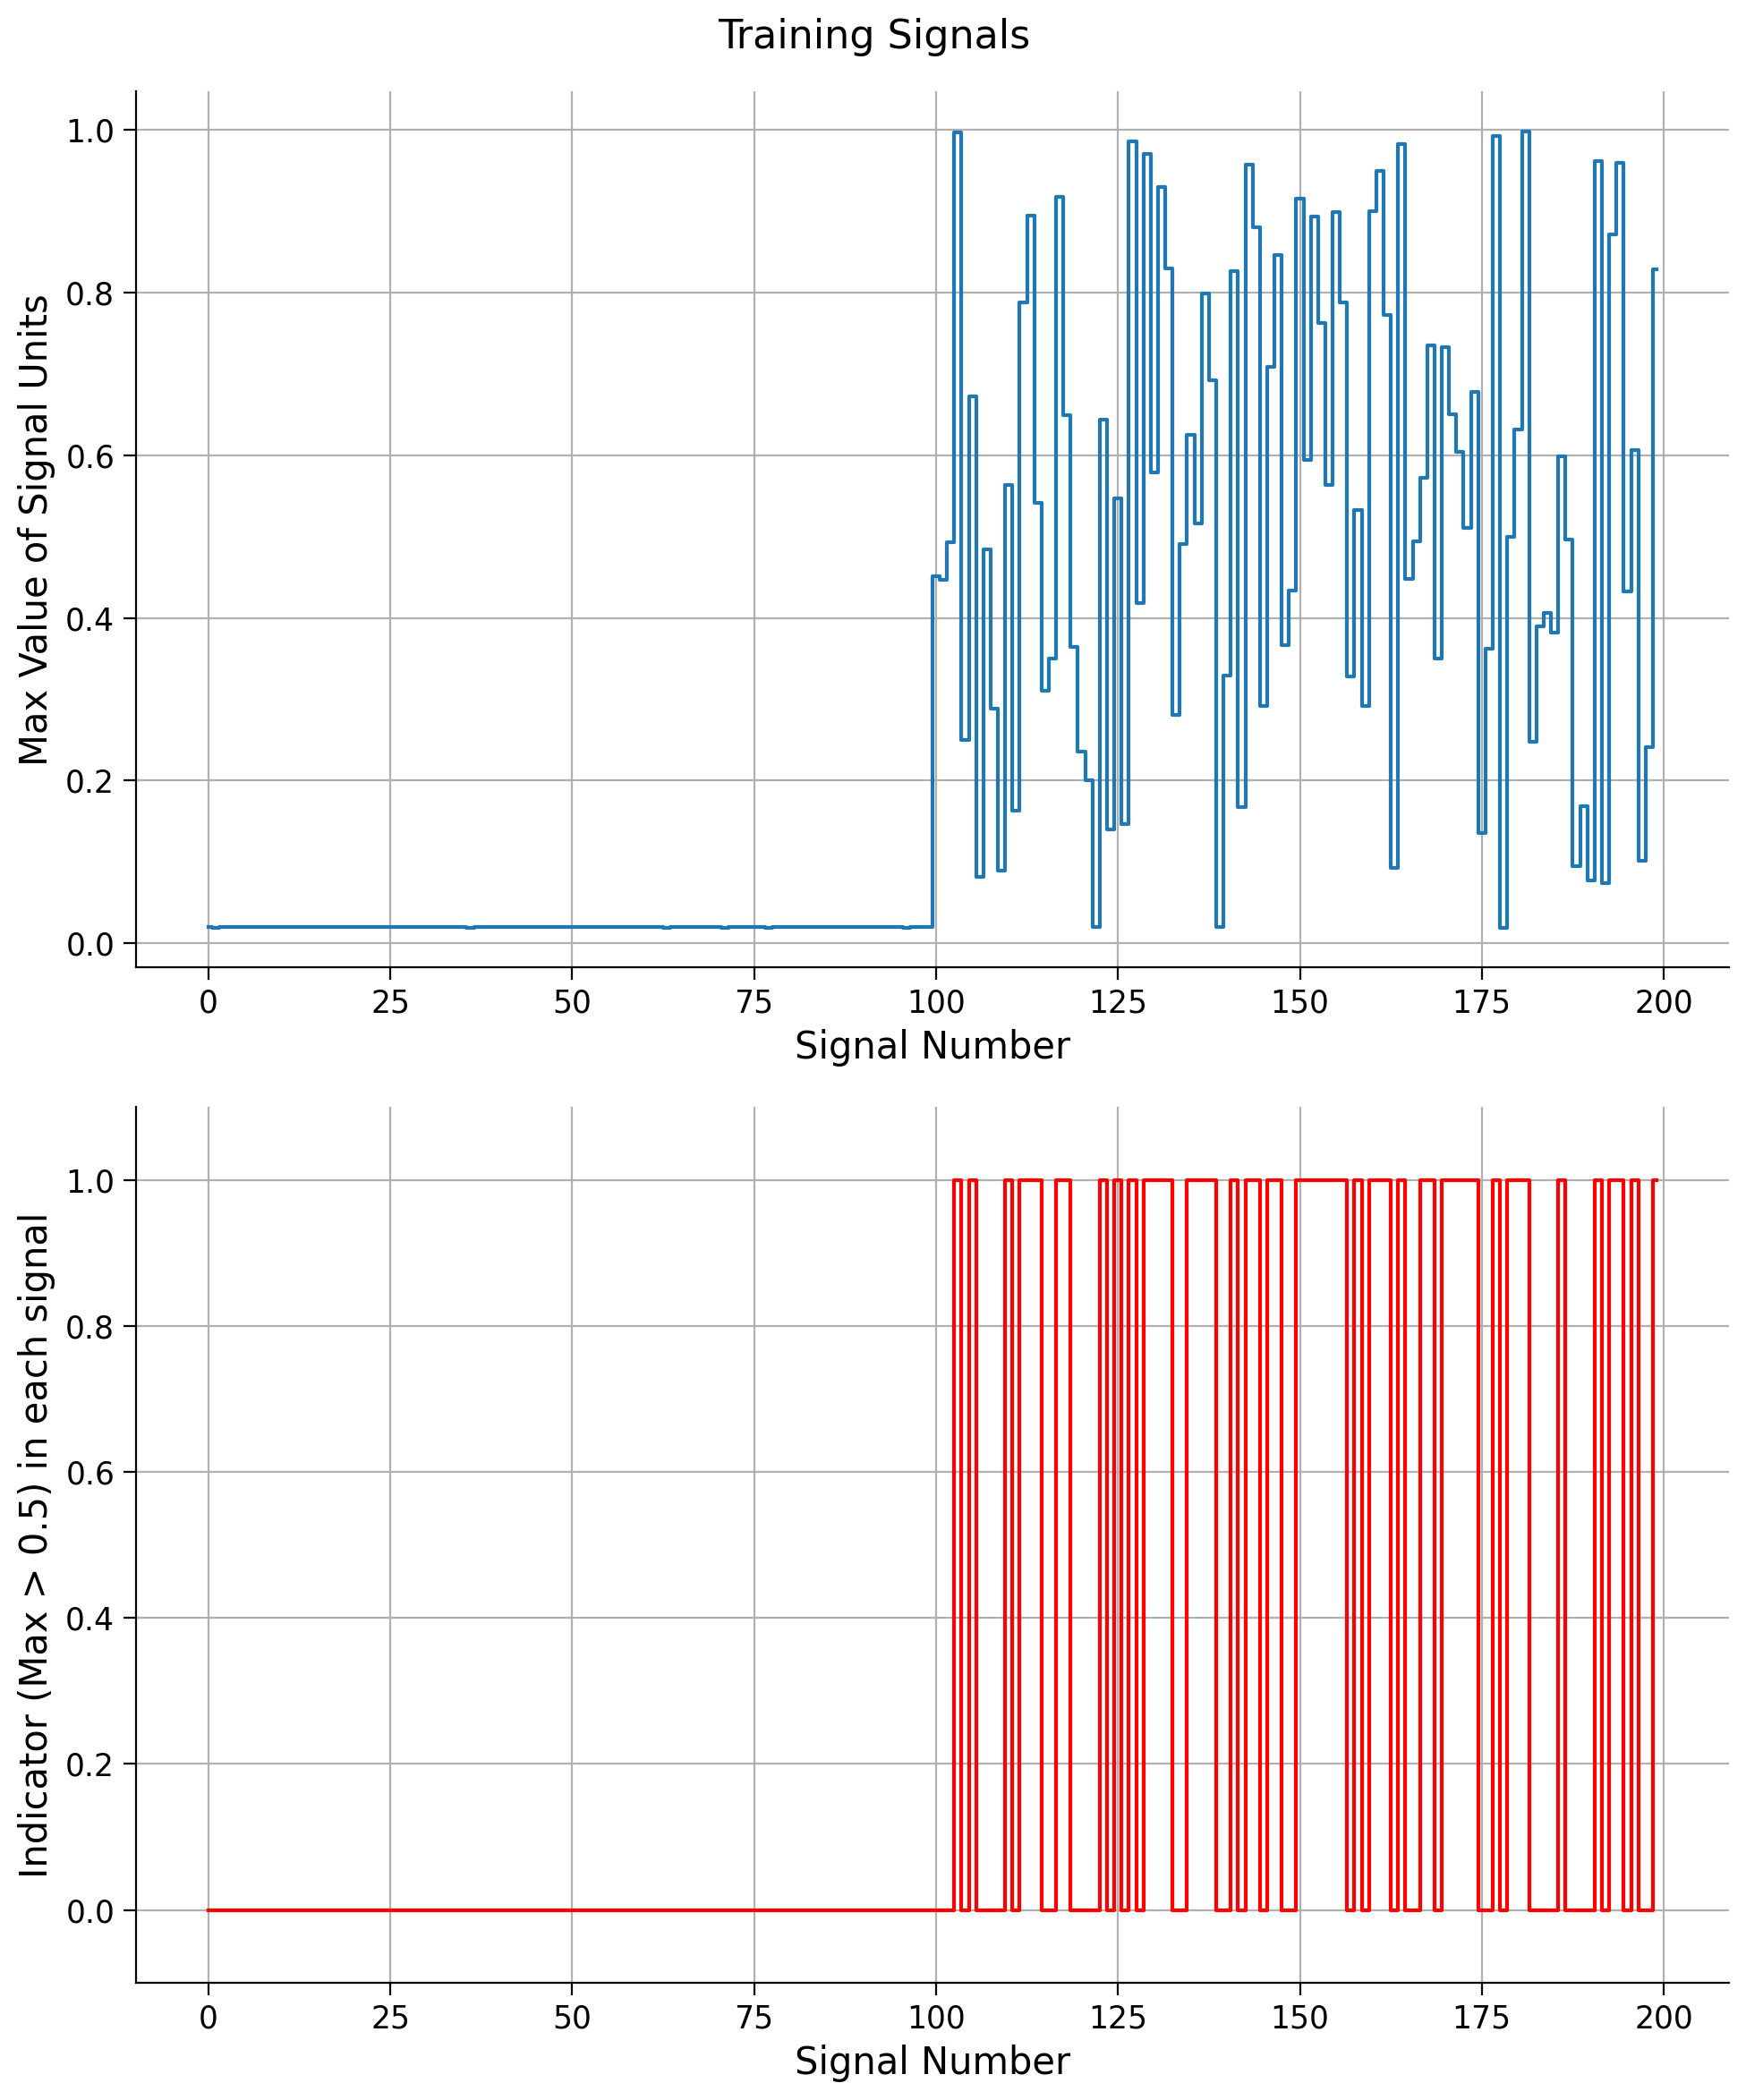 Training Signals
1.0
0.8
0.6
0.4
0.2
0.0
Max Value of Signal Units
0 25 50 75 100 125 150 175 200
Signal Number
1.0
0.8
0.6
0.4
0.2
0.0
Indicator (Max > 0.5) in each signal
0 25 50 75 100 125 150 175 200
Signal Number